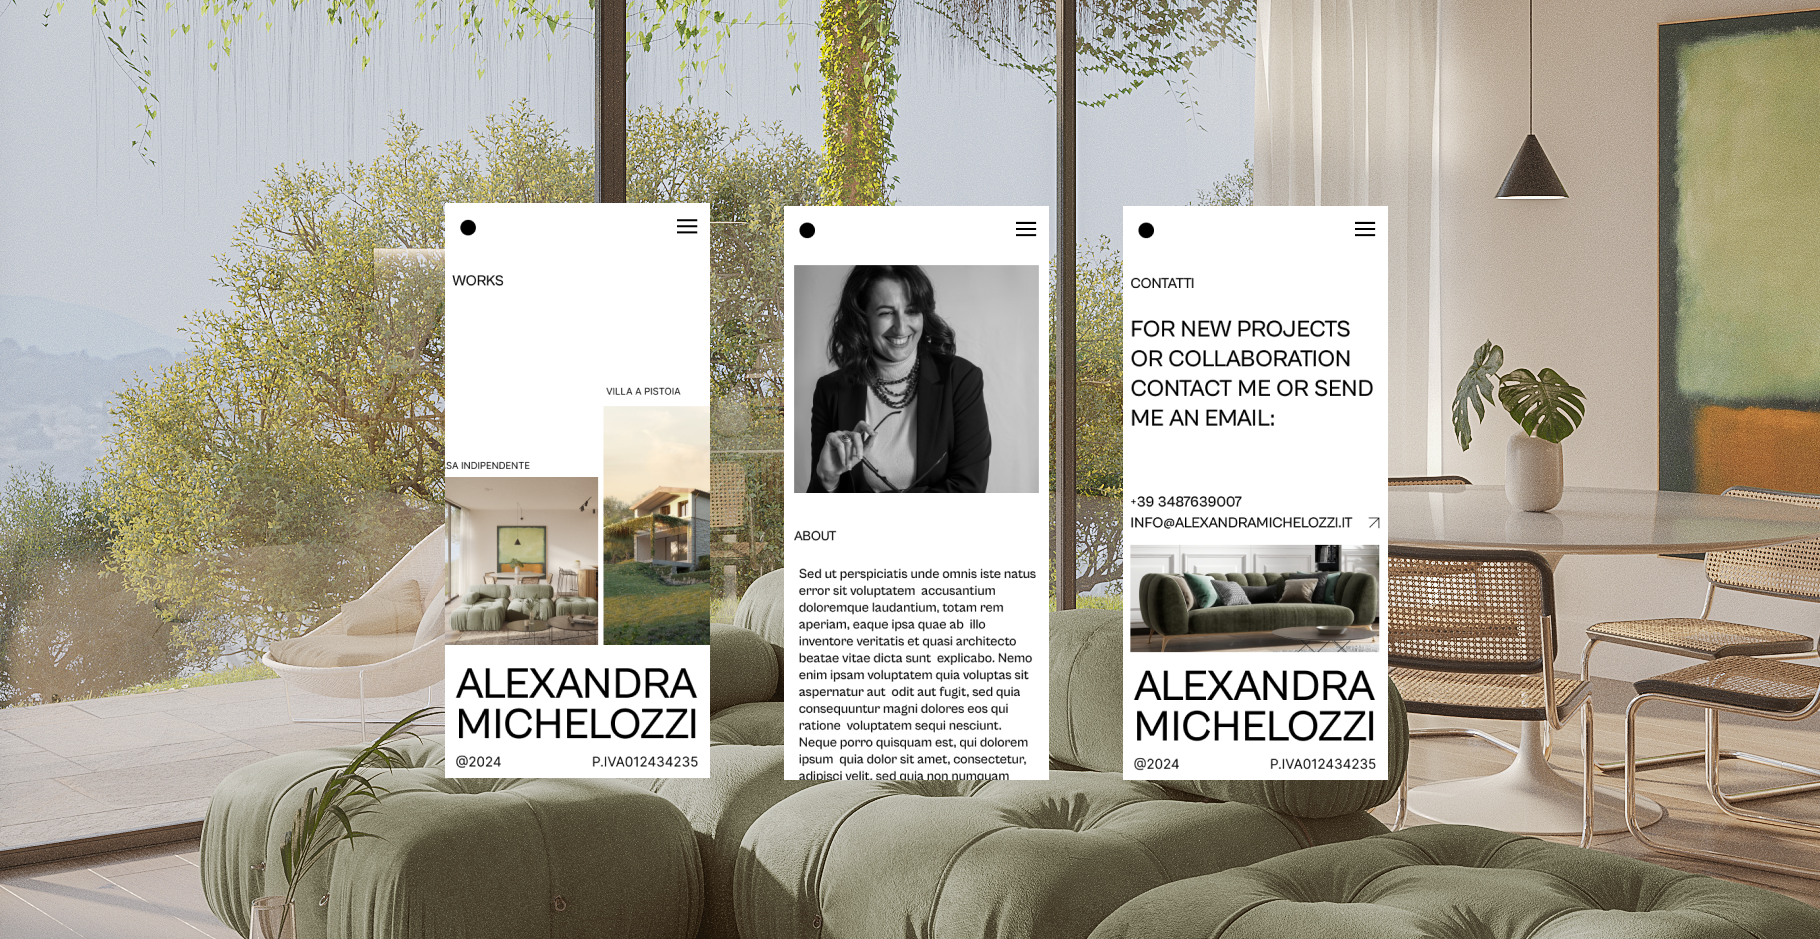 WORKS
VILLA A PISTOIA
SA INDIPENDENTE
ALEXANDRA
MICHELOZZI
@2024 P.IVA012434235
ABOUT
Sed ut perspiciatis unde omnis iste natus
error sit voluptatem accusantium
doloremque laudantium, totam rem
aperiam, eaque ipsa quae ab illo
inventore veritatis et quasi architecto
beatae vitae dicta sunt explicabo. Nemo
enim ipsam voluptatem quia voluptas sit
aspernatur aut odit aut fugit, sed quia
consequuntur magni dolores eos qui
ratione voluptatem sequi nesciunt.
Neque porro quisquam est, qui dolorem
ipsum quia dolor sit amet, consectetur,
adipisci velit, sed quia non numquam
CONTATTI
FOR NEW PROJECTS
OR COLLABORATION
CONTACT ME OR SEND
ME AN EMAIL:
+39 3487639007
INFO@ALEXANDRAMICHELOZZI.IT
ALEXANDRA
MICHELOZZI
@2024 P.IVA012434235